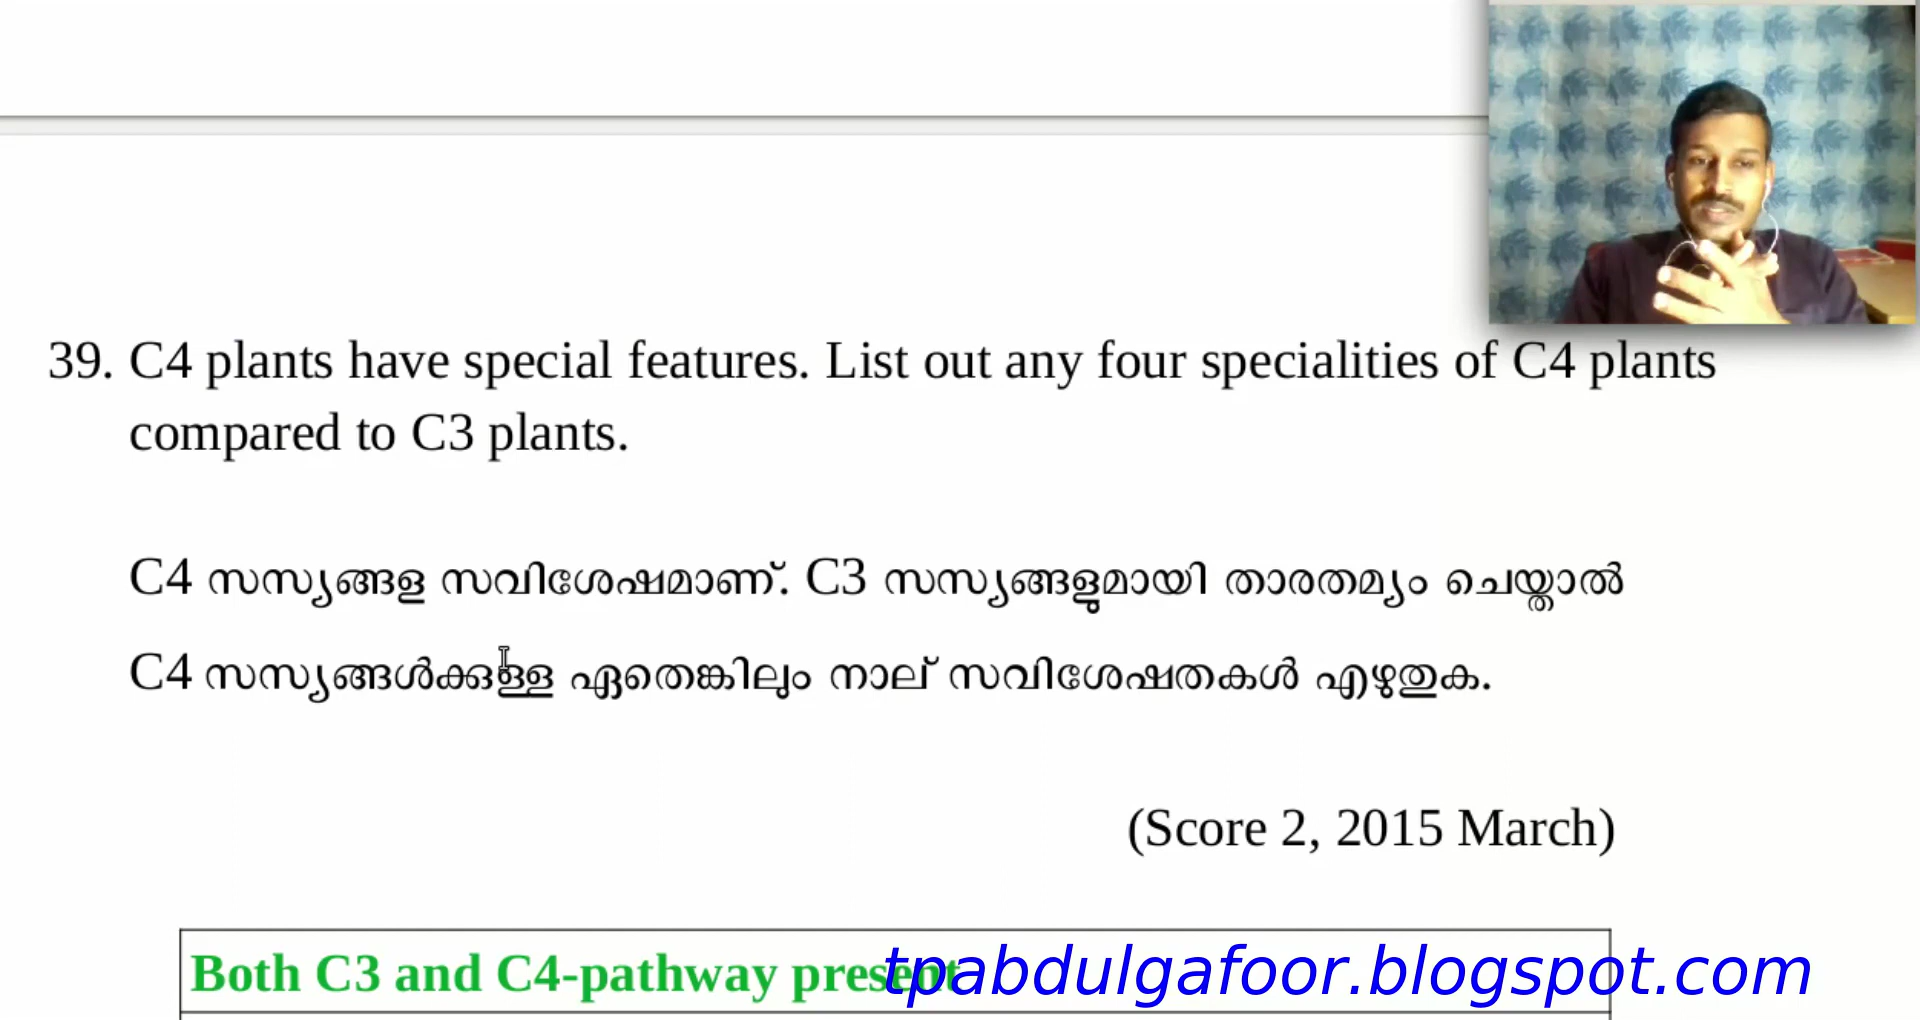 39. C4 plants have special features. List out any four specialities of C4 plants
compared to C3 plants.
C4 സസ്യങ്ങള സവിശേഷമാണ്. C3 സസ്യങ്ങളുമായി താരതമ്യം ചെയ്താൽ
C4 സസ്യങ്ങൾക്കുള്ള ഏതെങ്കിലും നാല് സവിശേഷതകൾ എഴുതുക.
(Score 2, 2015 March)
Both C3 and C4-pathway present
tpabdulgafoor.blogspot.com